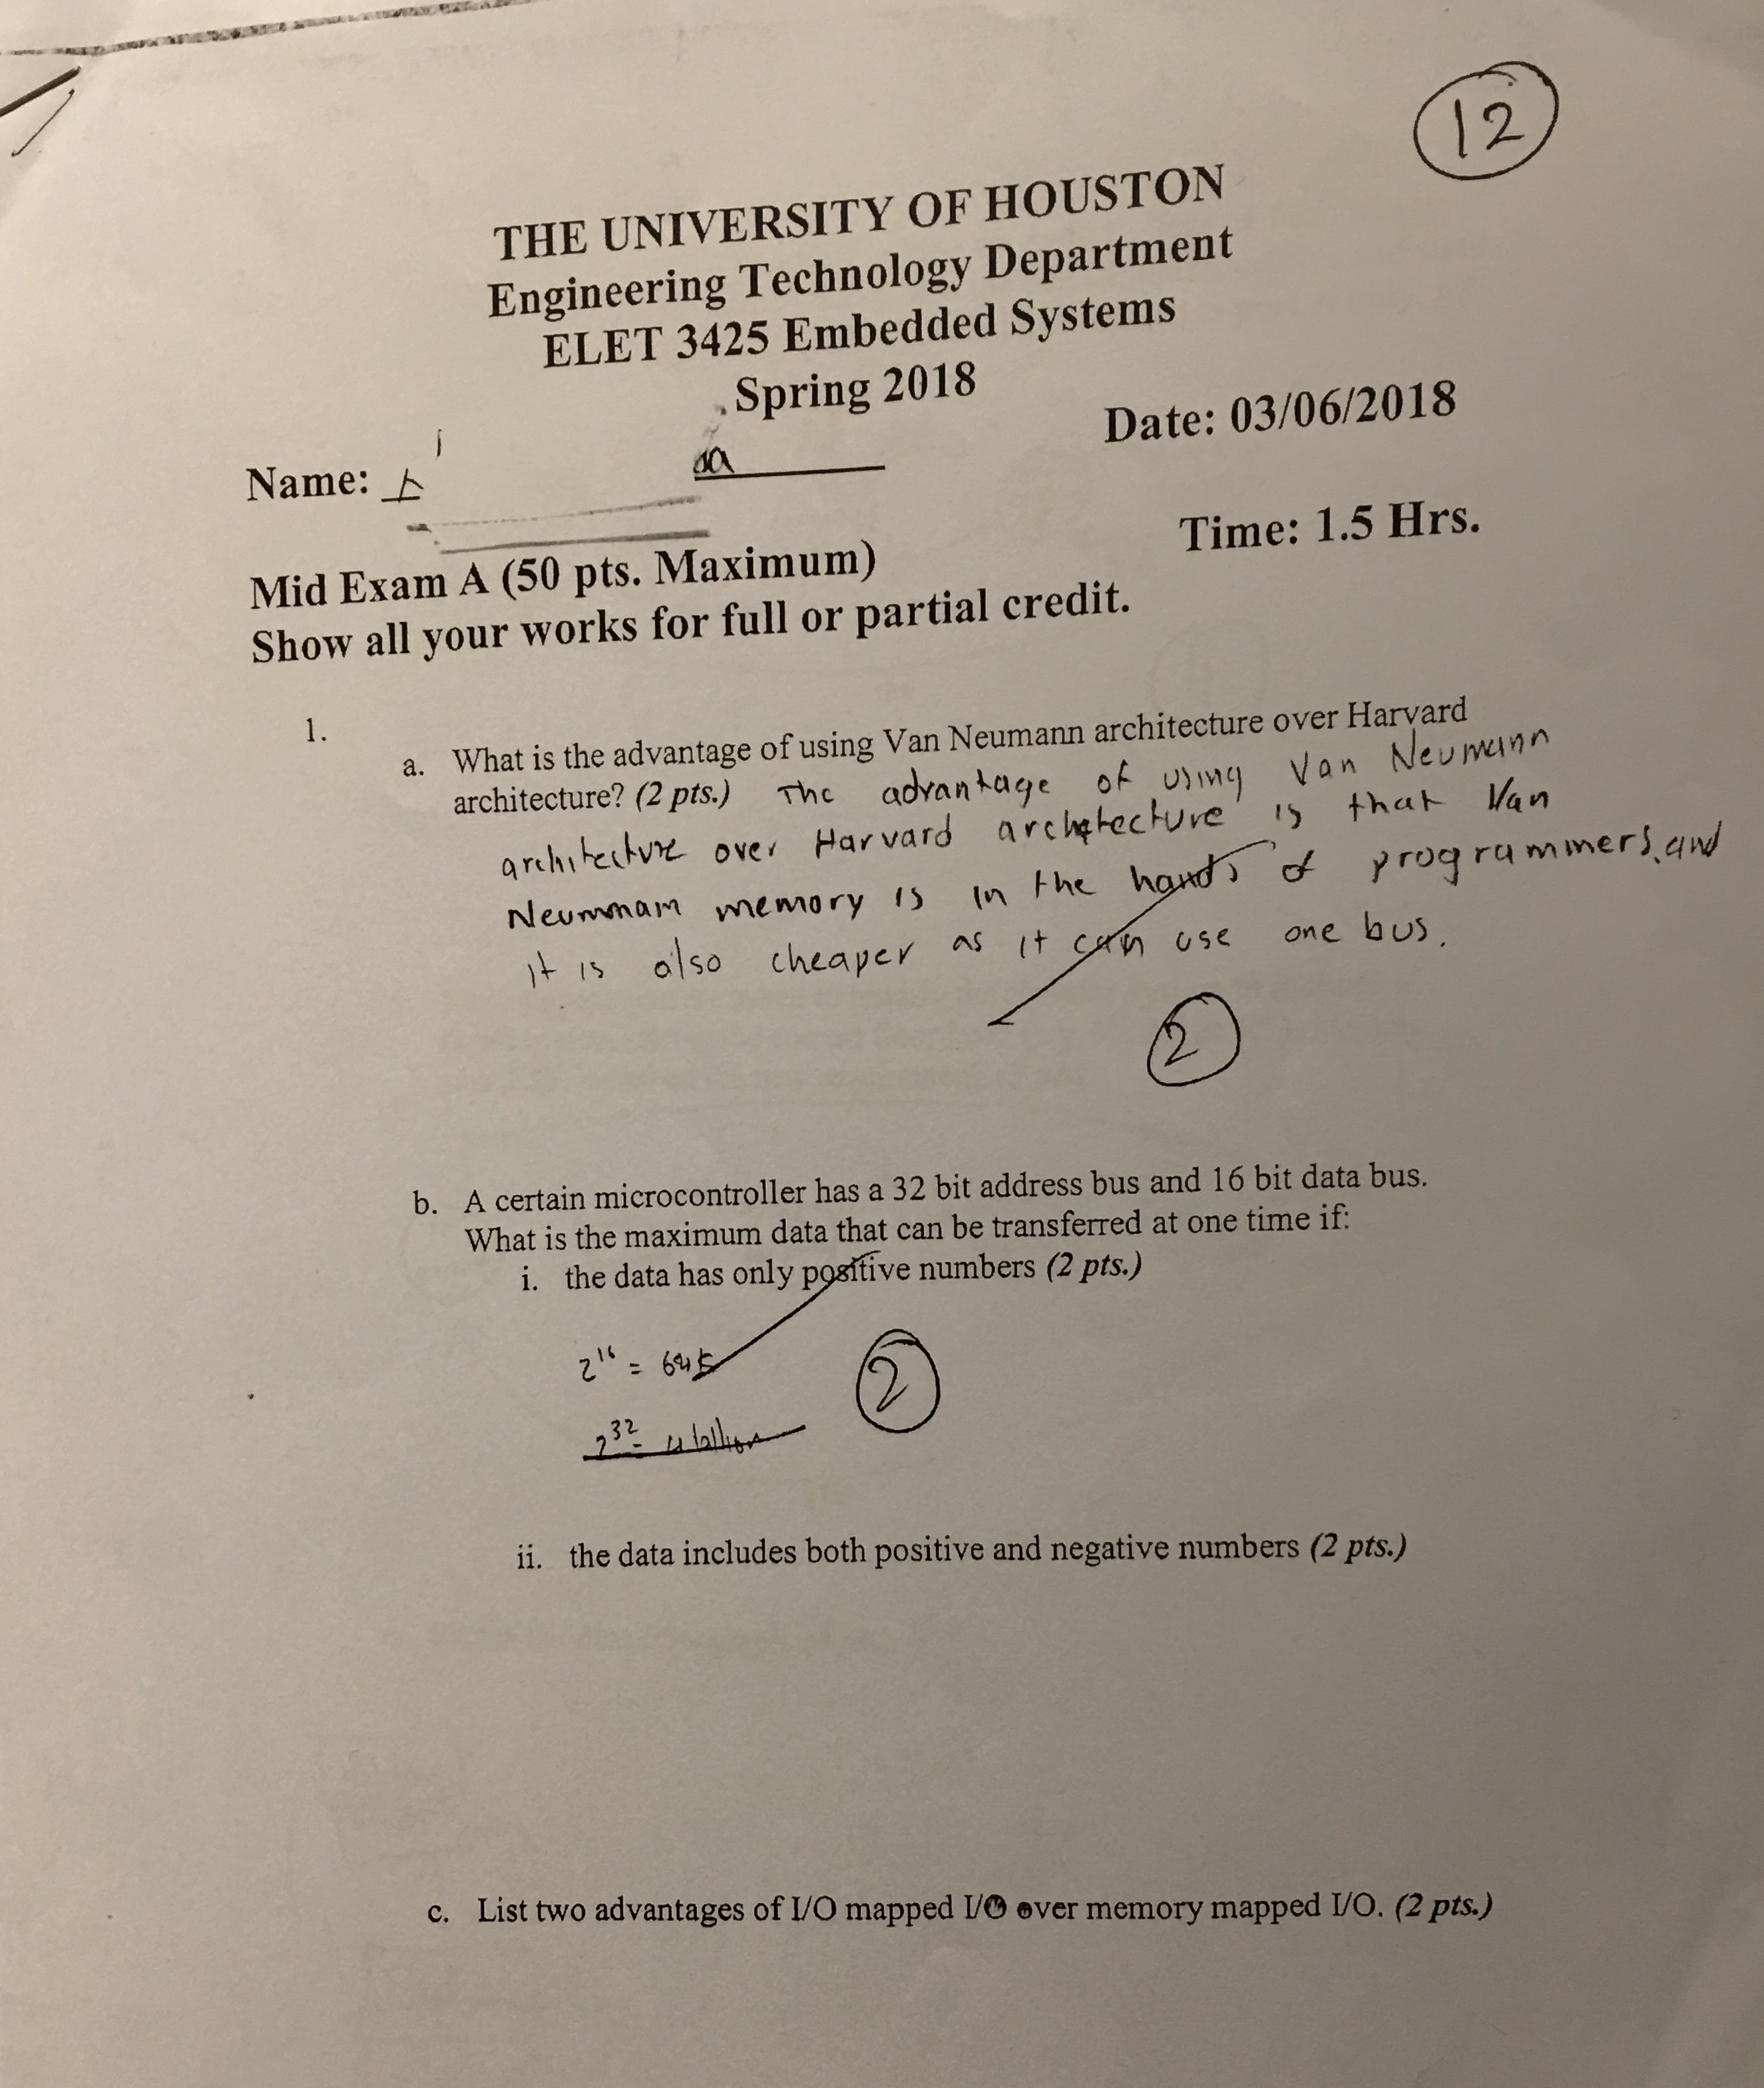 12
THE UNIVERSITY OF HOUSTON
Engineering Technology Department
ELET 3425 Embedded Systems
Spring 2018
Date: 03/06/2018
Name:
Time: 1.5 Hrs.
Mid Exam A (50 pts. Maximum)
Show all your works for full or partial credit.
1.
a. What is the advantage of using Van Neumann architecture over Harvard
architecture? (2 pts.) The advantage of using Van Neumann
architecture over Harvard archetecture is that Van
Neumman memory is in the hands of programmers, and
it is also cheaper as it can use one bus.
2
b. A certain microcontroller has a 32 bit address bus and 16 bit data bus.
What is the maximum data that can be transferred at one time if:
i. the data has only positive numbers (2 pts.)
2^16 =
2
2^32 = 4 billion
ii. the data includes both positive and negative numbers (2 pts.)
c. List two advantages of I/O mapped I/O over memory mapped I/O. (2 pts.)